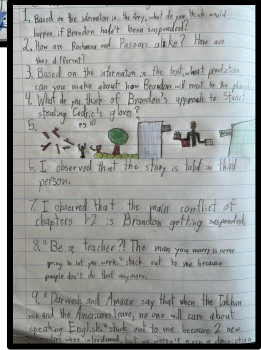 1. Based on the information in the story, what do you think would
happen if Brandon hadn't been suspended?
2. How are and Pasoon alike? How are
they different?
3. Based on the information in the text, what prediction
can you make about how Brandon will react to the
4. What do you think of Brandon's approach to Stuart
stealing Cedric's gloves?
5.
6. I observed that the story is told in third
person.
7. I observed that the main conflict of
chapters 1-2 is Brandon getting suspended.
8. "Be a teacher?! The man you marry is never
going to let you work," stuck out to me because
people don't do that anymore.
9. Darwesh and Amaan say that when the Taliban
win and the Americans leave, no one will care about
speaking English," stuck out to me because 2 new
were introduced, but